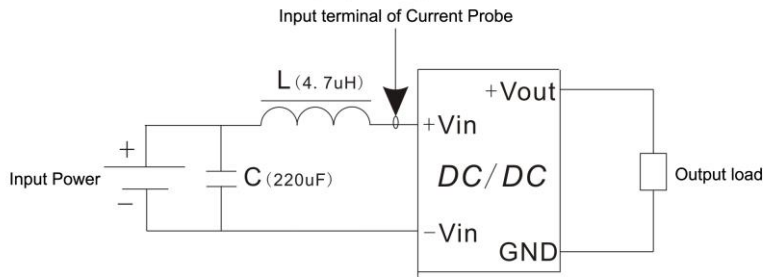 Input terminal of Current Probe
L (4. 7uH)
+Vout
+Vin
+
Input Power
C (220uF)
DC/DC
Output load
−
−Vin
GND